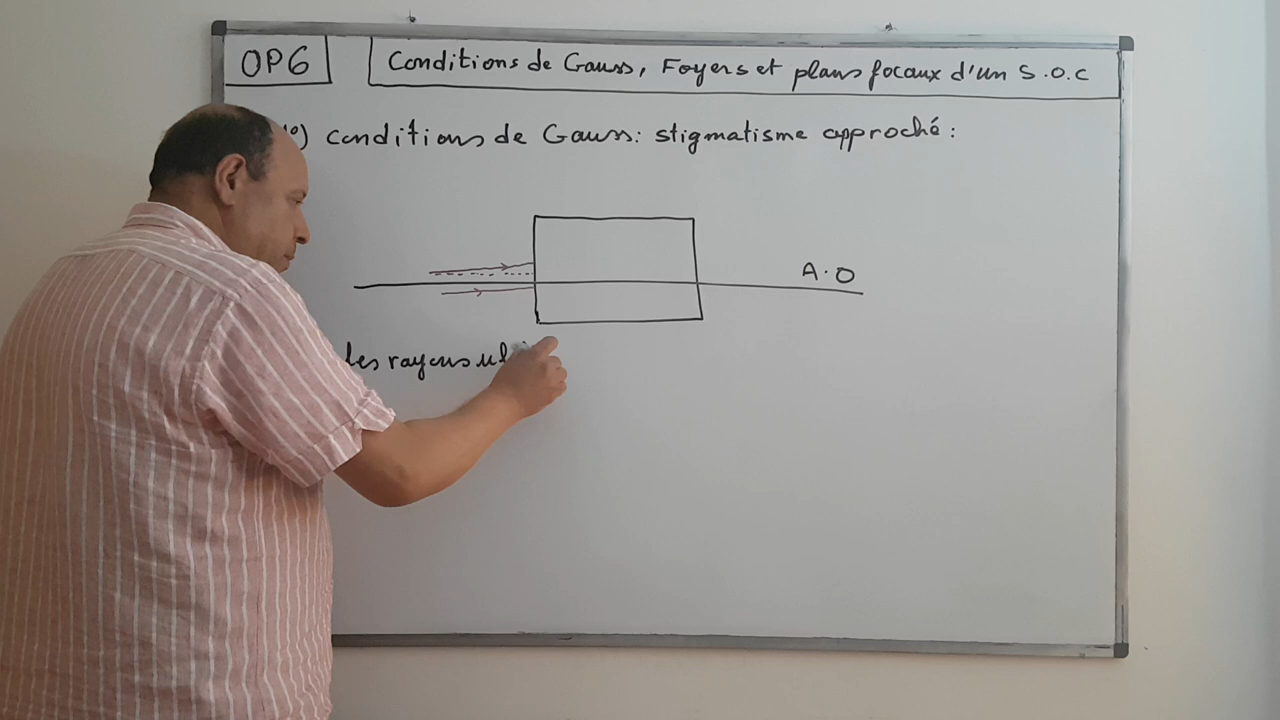 OP6
Conditions de Gauss, Foyers et plans focaux d'un S.O.C
1°) conditions de Gauss: stigmatisme approché:
A.O
les rayons